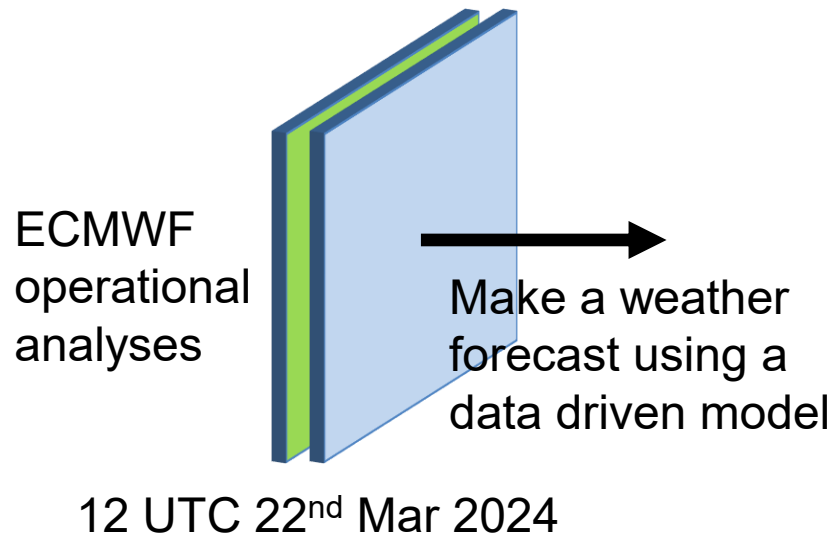 ECMWF
operational
analyses
Make a weather
forecast using a
data driven model
12 UTC 22nd Mar 2024